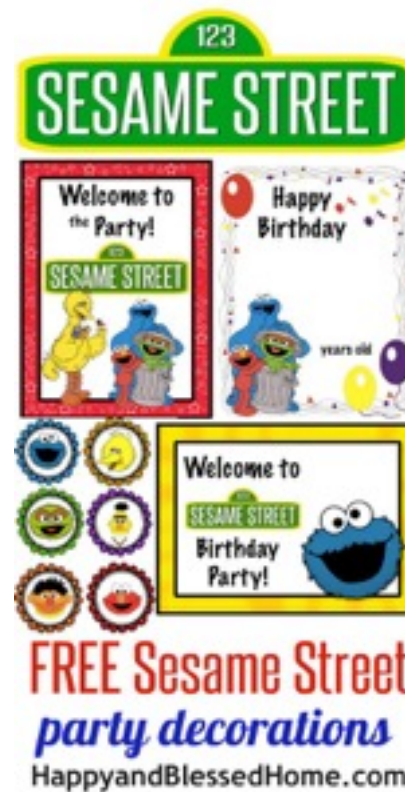 123
SESAME STREET
Welcome to
the Party!
123
SESAME STREET
Happy
Birthday
years old
Welcome to
123
SESAME STREET
Birthday
Party!
FREE Sesame Street
party decorations
HappyandBlessedHome.com